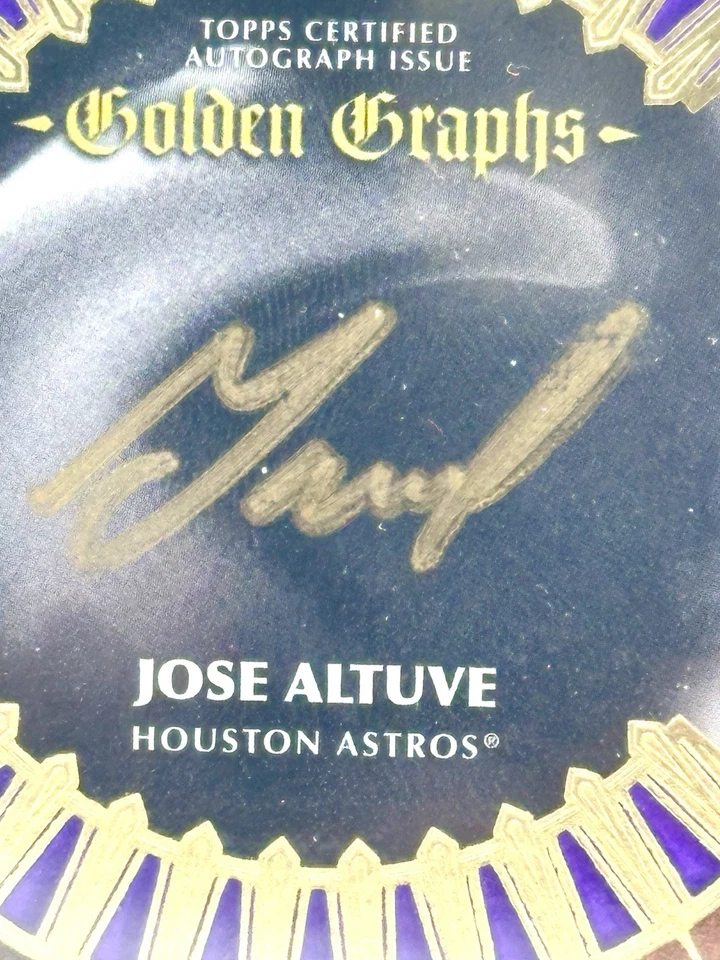 TOPPS CERTIFIED
AUTOGRAPH ISSUE
Golden Graphs
JOSE ALTUVE
HOUSTON ASTROS®